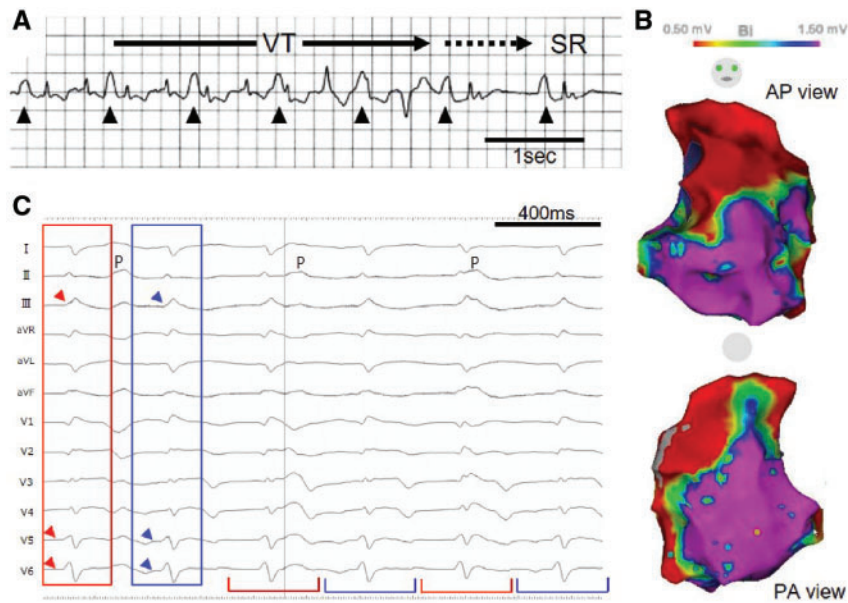 A
VT
SR
1sec
B
0.50 mV
Bi
1.50 mV
AP view
PA view
C
400ms
I
II
III
aVR
aVL
aVF
V1
V2
V3
V4
V5
V6
P
P
P